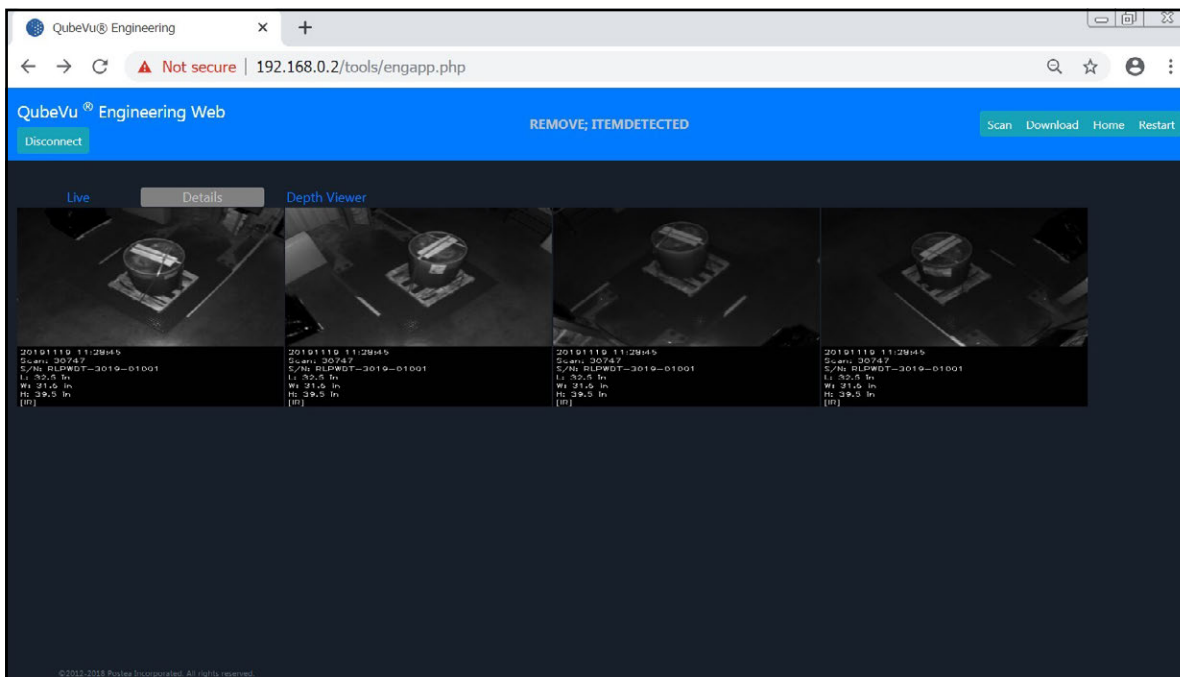 QubeVu® Engineering
Not secure | 192.168.0.2/tools/engapp.php
QubeVu ® Engineering Web
Disconnect
REMOVE; ITEMDETECTED
Scan Download Home Restart
Live Details Depth Viewer
20191119 11:28:45
Scan: 30747
S/N: RLPWDT-3019-01001
L: 32.5 in
W: 31.6 in
H: 39.5 in
[IR]
20191119 11:28:45
Scan: 30747
S/N: RLPWDT-3019-01001
L: 32.5 in
W: 31.6 in
H: 39.5 in
[IR]
20191119 11:28:45
Scan: 30747
S/N: RLPWDT-3019-01001
L: 32.5 in
W: 31.6 in
H: 39.5 in
[IR]
20191119 11:28:45
Scan: 30747
S/N: RLPWDT-3019-01001
L: 32.5 in
W: 31.6 in
H: 39.5 in
[IR]
©2012-2018 Postea Incorporated. All rights reserved.